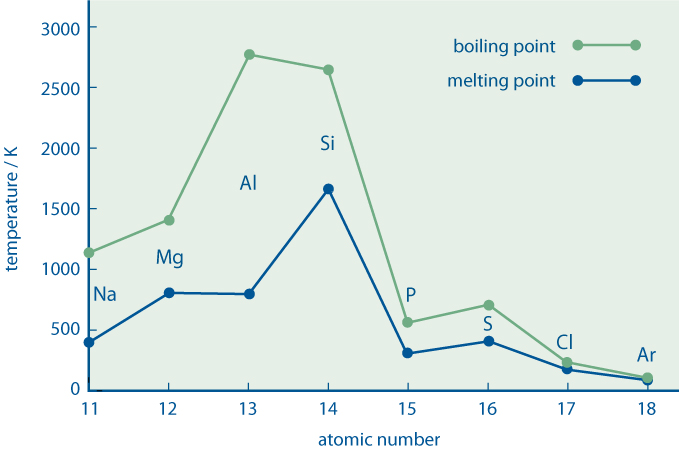 3000
boiling point
2500
melting point
2000
Si
temperature / K
Al
1500
Mg
1000
Na
P
500
S
Cl
Ar
0
11 12 13 14 15 16 17 18
atomic number